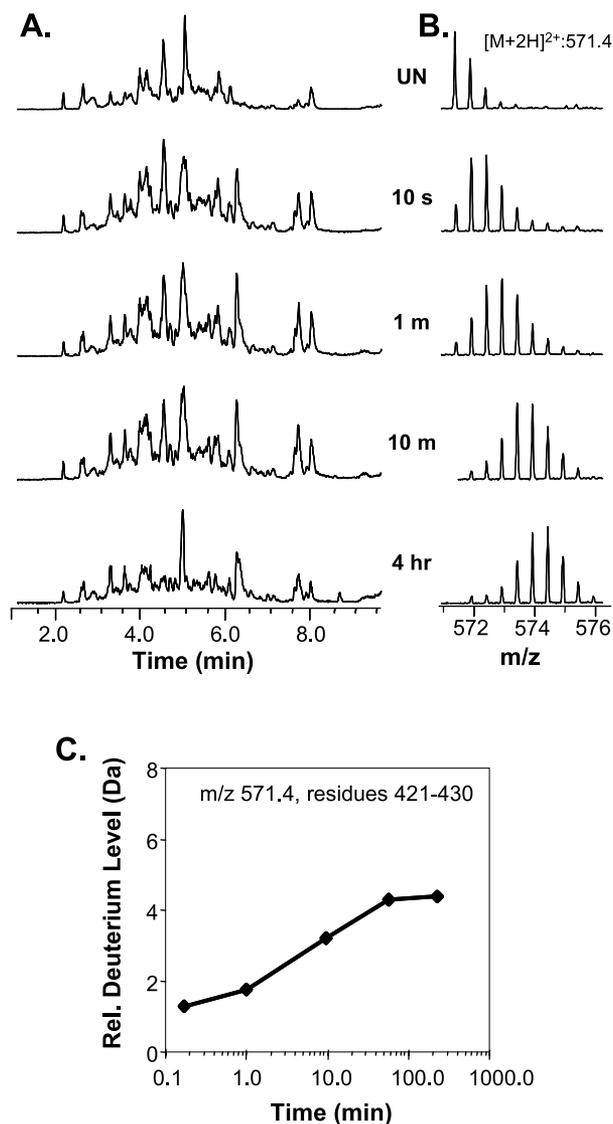 A.
B.
[M+2H]2+:571.4
UN
10 s
1 m
10 m
4 hr
2.0 4.0 6.0 8.0
Time (min)
572 574 576
m/z
C.
Rel. Deuterium Level (Da)
8
6
4
2
0
m/z 571.4, residues 421-430
0.1 1.0 10.0 100.0 1000.0
Time (min)